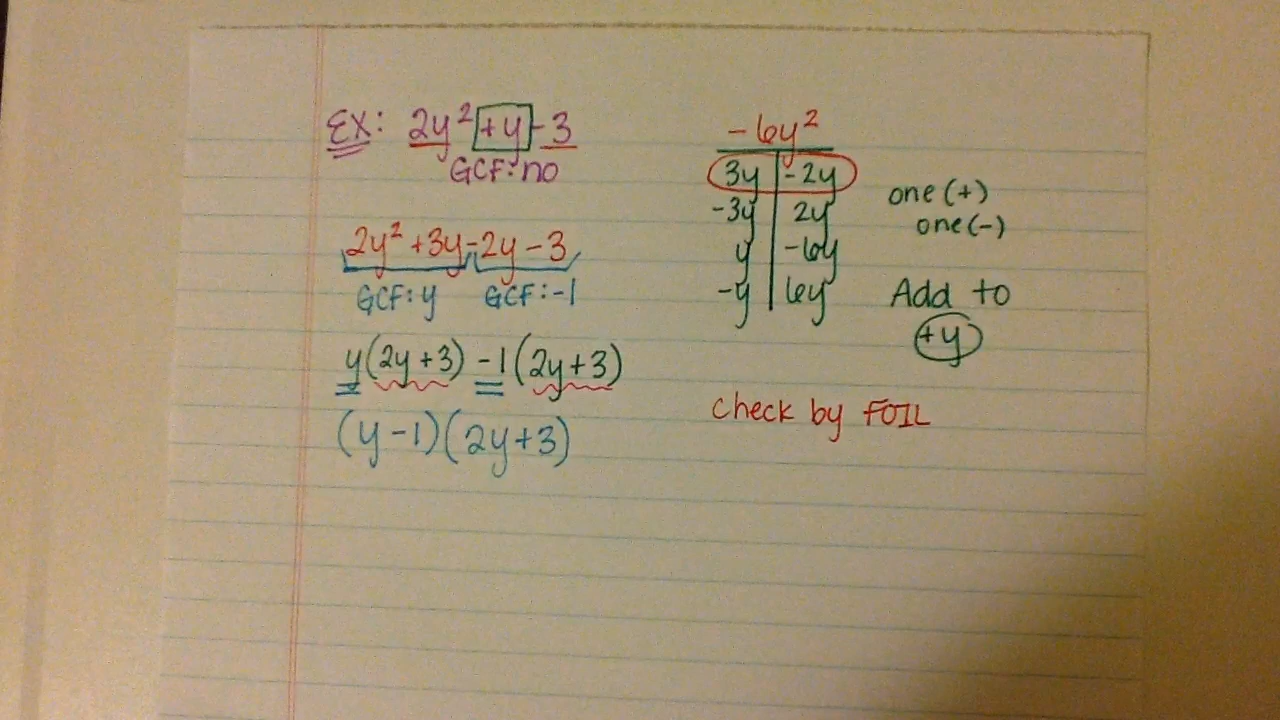 EX: 2y² +y -3
GCF: no
2y² +3y -2y -3
GCF: y GCF: -1
y(2y+3) -1(2y+3)
(y-1)(2y+3)
-6y²
3y -2y
-3y 2y
y -6y
-y 6y
one (+)
one (-)
Add to
+y
Check by FOIL